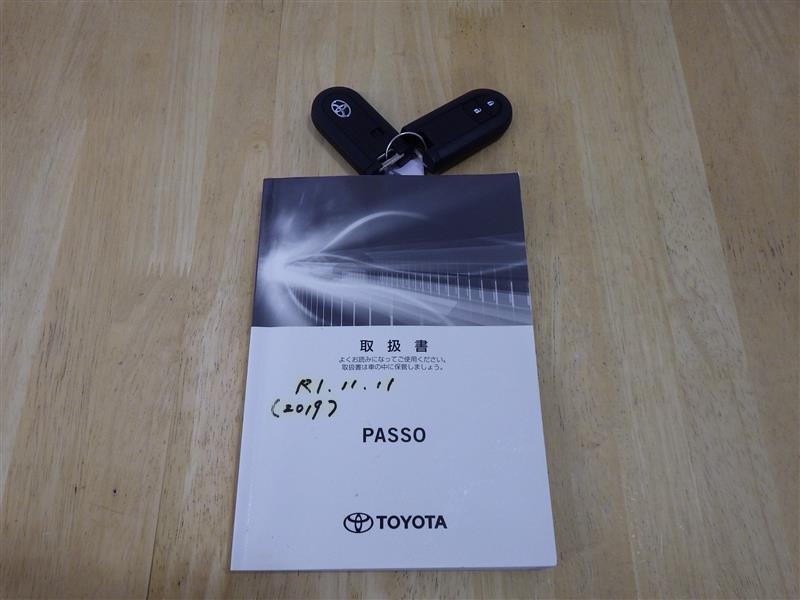 取扱書
よくお読みになってご使用ください。
取扱書は車の中に保管しましょう。
R1.11.11
(2019)
PASSO
TOYOTA